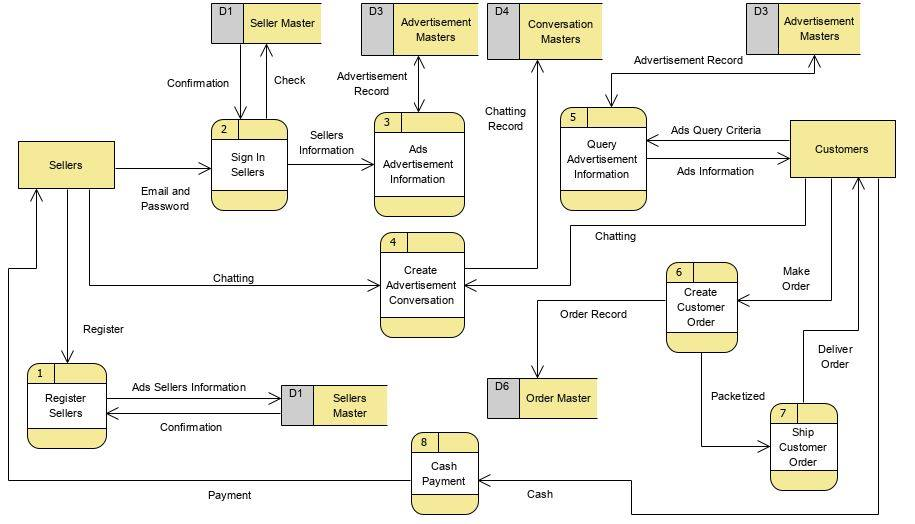 D1
Seller Master
D3
Advertisement
Masters
D4
Conversation
Masters
D3
Advertisement
Masters
Confirmation
Check
Advertisement
Record
Chatting
Record
Advertisement Record
2
Sign In
Sellers
Sellers
Information
3
Ads
Advertisement
Information
5
Query
Advertisement
Information
Ads Query Criteria
Ads Information
Customers
Sellers
Email and
Password
4
Create
Advertisement
Conversation
Chatting
Chatting
6
Create
Customer
Order
Make
Order
Order Record
Register
Deliver
Order
1
Register
Sellers
Ads Sellers Information
Confirmation
D1
Sellers
Master
D6
Order Master
Packetized
7
Ship
Customer
Order
8
Cash
Payment
Payment
Cash